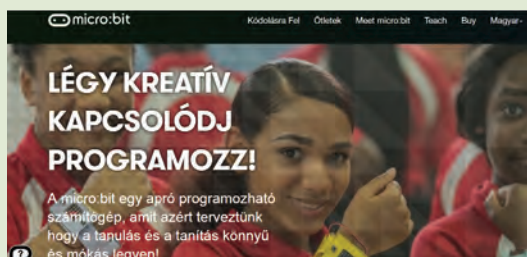 micro:bit Kódolásra Fel Ötletek Meet micro:bit Teach Buy Magyar
LÉGY KREATÍV
KAPCSOLÓDJ
PROGRAMOZZ!
A micro:bit egy apró programozható
számítógép, amit azért terveztünk
hogy a tanulás és a tanítás könnyű
és mókás legyen!
?